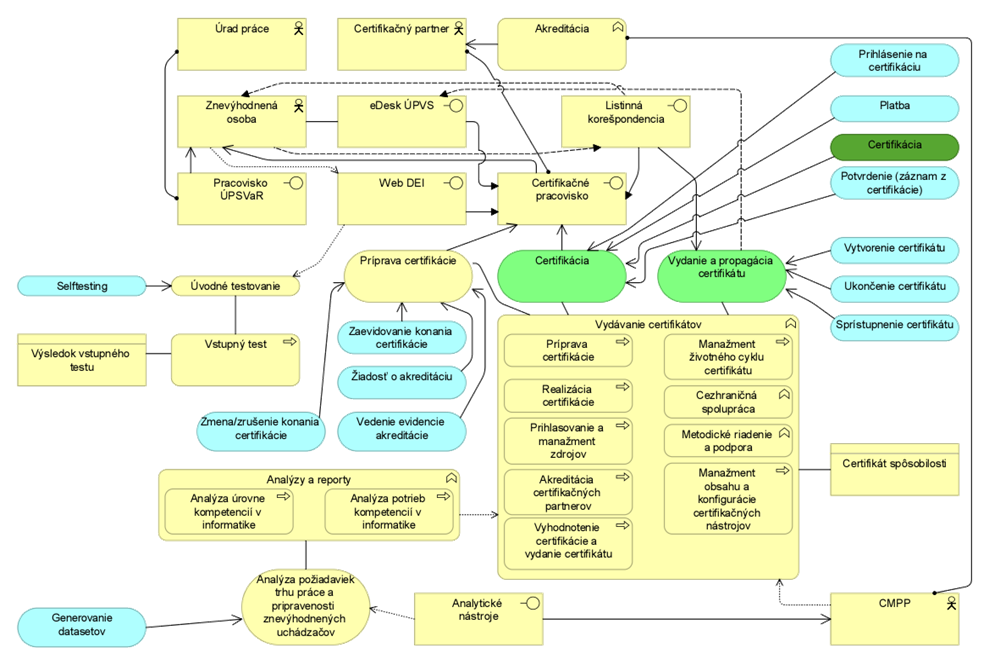 Úrad práce
Certifikačný partner
Akreditácia
Prihlásenie na
certifikáciu
Znevýhodnená
osoba
eDesk ÚPVS
Listinná
korešpondencia
Platba
Certifikácia
Pracovisko
ÚPSVaR
Web DEI
Certifikačné
pracovisko
Potvrdenie (záznam z
certifikácie)
Príprava certifikácie
Certifikácia
Vydanie a propagácia
certifikátu
Vytvorenie certifikátu
Selftesting
Úvodné testovanie
Ukončenie certifikátu
Sprístupnenie certifikátu
Výsledok vstupného
testu
Vstupný test
Zaevidovanie konania
certifikácie
Žiadosť o akreditáciu
Zmena/zrušenie konania
certifikácie
Vedenie evidencie
akreditácie
Vydávanie certifikátov
Príprava
certifikácie
Manažment
životného cyklu
certifikátu
Realizácia
certifikácie
Cezhraničná
spolupráca
Prihlasovanie a
manažment
zdrojov
Metodické riadenie
a podpora
Akreditácia
certifikačných
partnerov
Manažment
obsahu a
konfigurácie
certifikačných
nástrojov
Vyhodnotenie
certifikácie a
vydanie certifikátu
Certifikát spôsobilosti
Analýzy a reporty
Analýza úrovne
kompetencií v
informatike
Analýza potrieb
kompetencií v
informatike
Analýza požiadaviek
trhu práce a
pripravenosti
znevýhodnených
uchádzačov
Generovanie
datasetov
Analytické
nástroje
CMPP